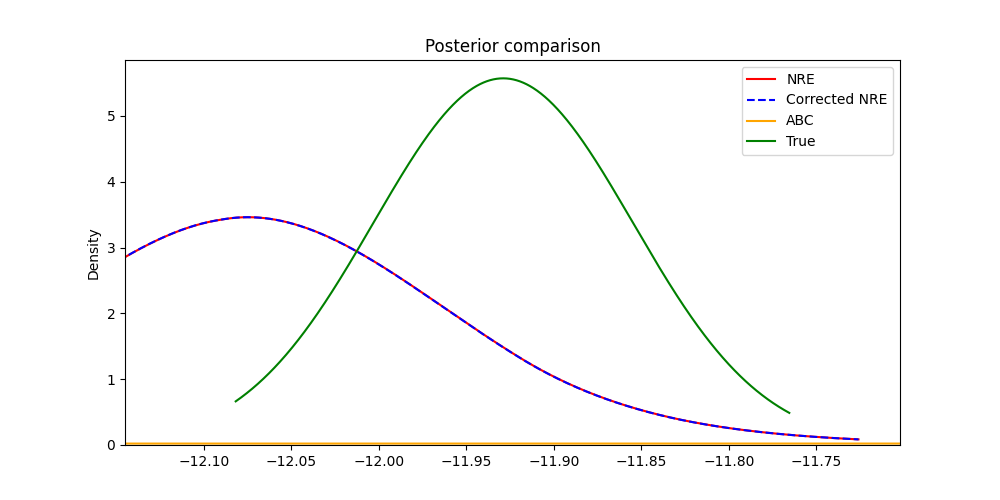 Posterior comparison
NRE
Corrected NRE
ABC
True
Density
5
4
3
2
1
0
−12.10 −12.05 −12.00 −11.95 −11.90 −11.85 −11.80 −11.75